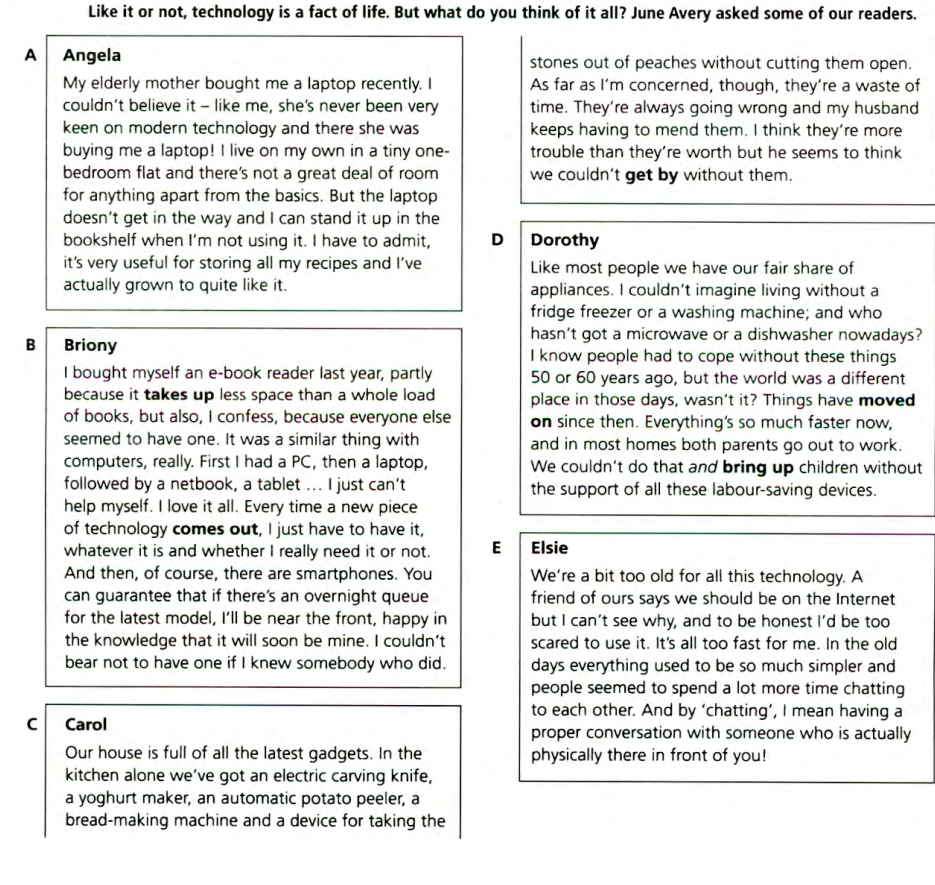 Like it or not, technology is a fact of life. But what do you think of it all? June Avery asked some of our readers.
A
Angela
My elderly mother bought me a laptop recently. I
couldn't believe it – like me, she's never been very
keen on modern technology and there she was
buying me a laptop! I live on my own in a tiny one-
bedroom flat and there's not a great deal of room
for anything apart from the basics. But the laptop
doesn't get in the way and I can stand it up in the
bookshelf when I'm not using it. I have to admit,
it's very useful for storing all my recipes and I've
actually grown to quite like it.
B
Briony
I bought myself an e-book reader last year, partly
because it takes up less space than a whole load
of books, but also, I confess, because everyone else
seemed to have one. It was a similar thing with
computers, really. First I had a PC, then a laptop,
followed by a netbook, a tablet ... I just can't
help myself. I love it all. Every time a new piece
of technology comes out, I just have to have it,
whatever it is and whether I really need it or not.
And then, of course, there are smartphones. You
can guarantee that if there's an overnight queue
for the latest model, I'll be near the front, happy in
the knowledge that it will soon be mine. I couldn't
bear not to have one if I knew somebody who did.
C
Carol
Our house is full of all the latest gadgets. In the
kitchen alone we've got an electric carving knife,
a yoghurt maker, an automatic potato peeler, a
bread-making machine and a device for taking the
stones out of peaches without cutting them open.
As far as I'm concerned, though, they're a waste of
time. They're always going wrong and my husband
keeps having to mend them. I think they're more
trouble than they're worth but he seems to think
we couldn't get by without them.
D
Dorothy
Like most people we have our fair share of
appliances. I couldn't imagine living without a
fridge freezer or a washing machine; and who
hasn't got a microwave or a dishwasher nowadays?
I know people had to cope without these things
50 or 60 years ago, but the world was a different
place in those days, wasn't it? Things have moved
on since then. Everything's so much faster now,
and in most homes both parents go out to work.
We couldn't do that and bring up children without
the support of all these labour-saving devices.
E
Elsie
We're a bit too old for all this technology. A
friend of ours says we should be on the Internet
but I can't see why, and to be honest I'd be too
scared to use it. It's all too fast for me. In the old
days everything used to be so much simpler and
people seemed to spend a lot more time chatting
to each other. And by 'chatting', I mean having a
proper conversation with someone who is actually
physically there in front of you!